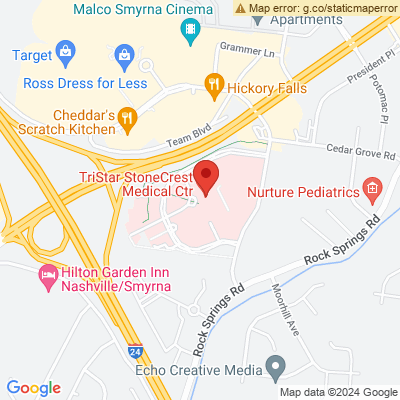 Map error: g.co/staticmaperror
Malco Smyrna Cinema
Apartments
Grammer Ln
President Pl
Potomac Pl
Target
Ross Dress for Less
Hickory Falls
Cheddar's
Scratch Kitchen
Team Blvd
Cedar Grove Rd
TriStar StoneCrest
Medical Ctr
Nurture Pediatrics
Rock Springs Rd
Hilton Garden Inn
Nashville/Smyrna
Moorhill Ave
Rock Springs Rd
24
Echo Creative Media
Google
Map data ©2024 Google